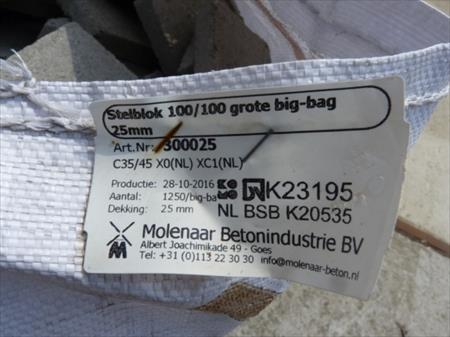 Stelblok 100/100 grote big-bag
25mm
Art.Nr: 300025
C35/45 X0(NL) XC1(NL)
Productie: 28-10-2016
Aantal: 1250/big-ba
Dekking: 25 mm
KOMO K23195
NL BSB K20535
Molenaar Betonindustrie BV
Albert Joachimikade 49 - Goes
Tel: +31 (0)113 22 30 30 info@molenaar-beton.nl